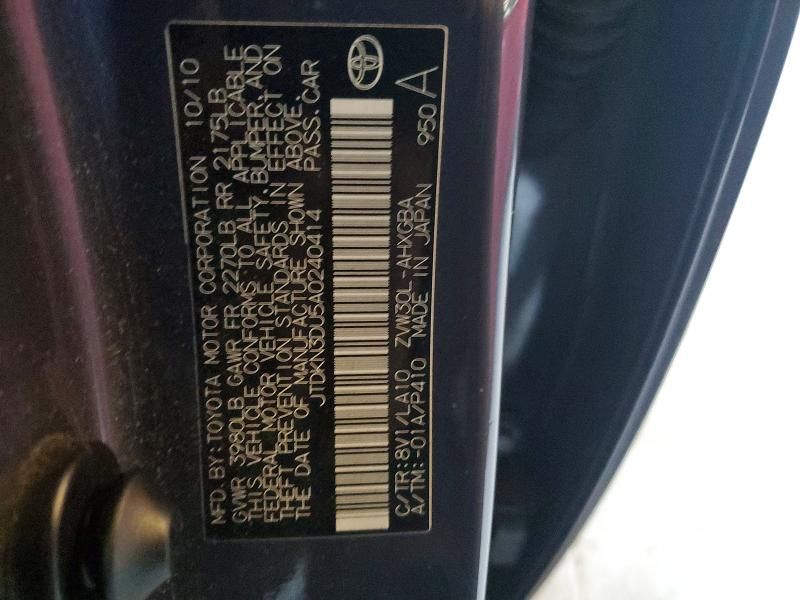 MFD. BY: TOYOTA MOTOR CORPORATION 10/10
GVWR 3980LB GAWR FR 2270LB RR 2175LB
THIS VEHICLE CONFORMS TO ALL APPLICABLE
FEDERAL MOTOR VEHICLE SAFETY, BUMPER, AND
THEFT PREVENTION STANDARDS IN EFFECT ON
THE DATE OF MANUFACTURE SHOWN ABOVE.
JTDKN3DU5A0240414 PASS. CAR
C/TR: 8V1/LA10 ZVW30L-AHXGBA
A/TM: -01A/P410 MADE IN JAPAN 950 A